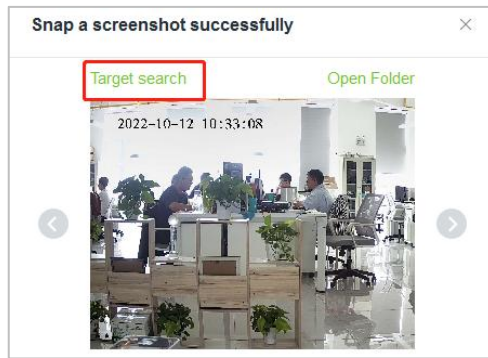 Snap a screenshot successfully
Target search
Open Folder
2022-10-12 10:33:08